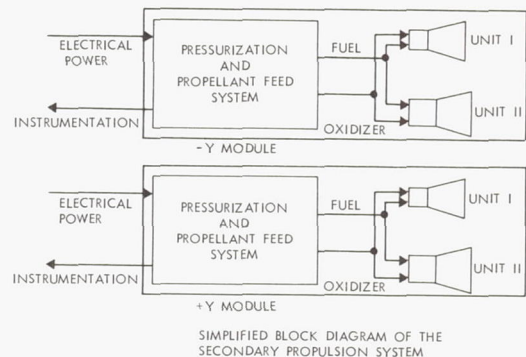 ELECTRICAL
POWER
INSTRUMENTATION
PRESSURIZATION
AND
PROPELLANT FEED
SYSTEM
FUEL
OXIDIZER
UNIT I
UNIT II
-Y MODULE
ELECTRICAL
POWER
INSTRUMENTATION
PRESSURIZATION
AND
PROPELLANT FEED
SYSTEM
FUEL
OXIDIZER
UNIT I
UNIT II
+Y MODULE
SIMPLIFIED BLOCK DIAGRAM OF THE
SECONDARY PROPULSION SYSTEM